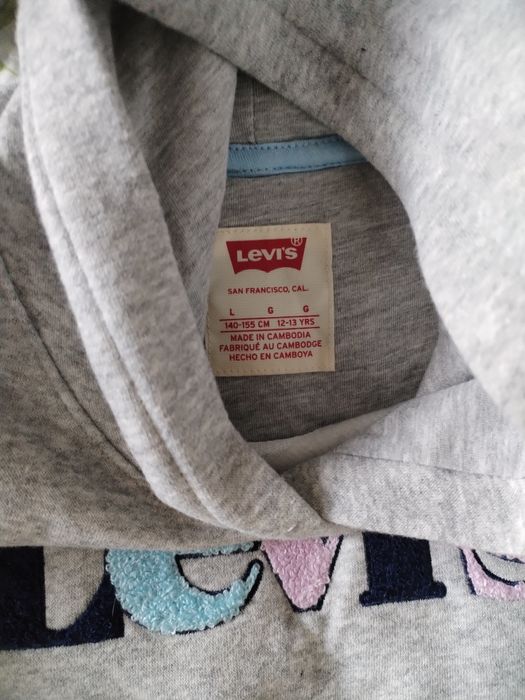 LEVI'S®
SAN FRANCISCO, CAL.
L G G
140-155 CM 12-13 YRS
MADE IN CAMBODIA
FABRIQUÉ AU CAMBODGE
HECHO EN CAMBOYA
Levis